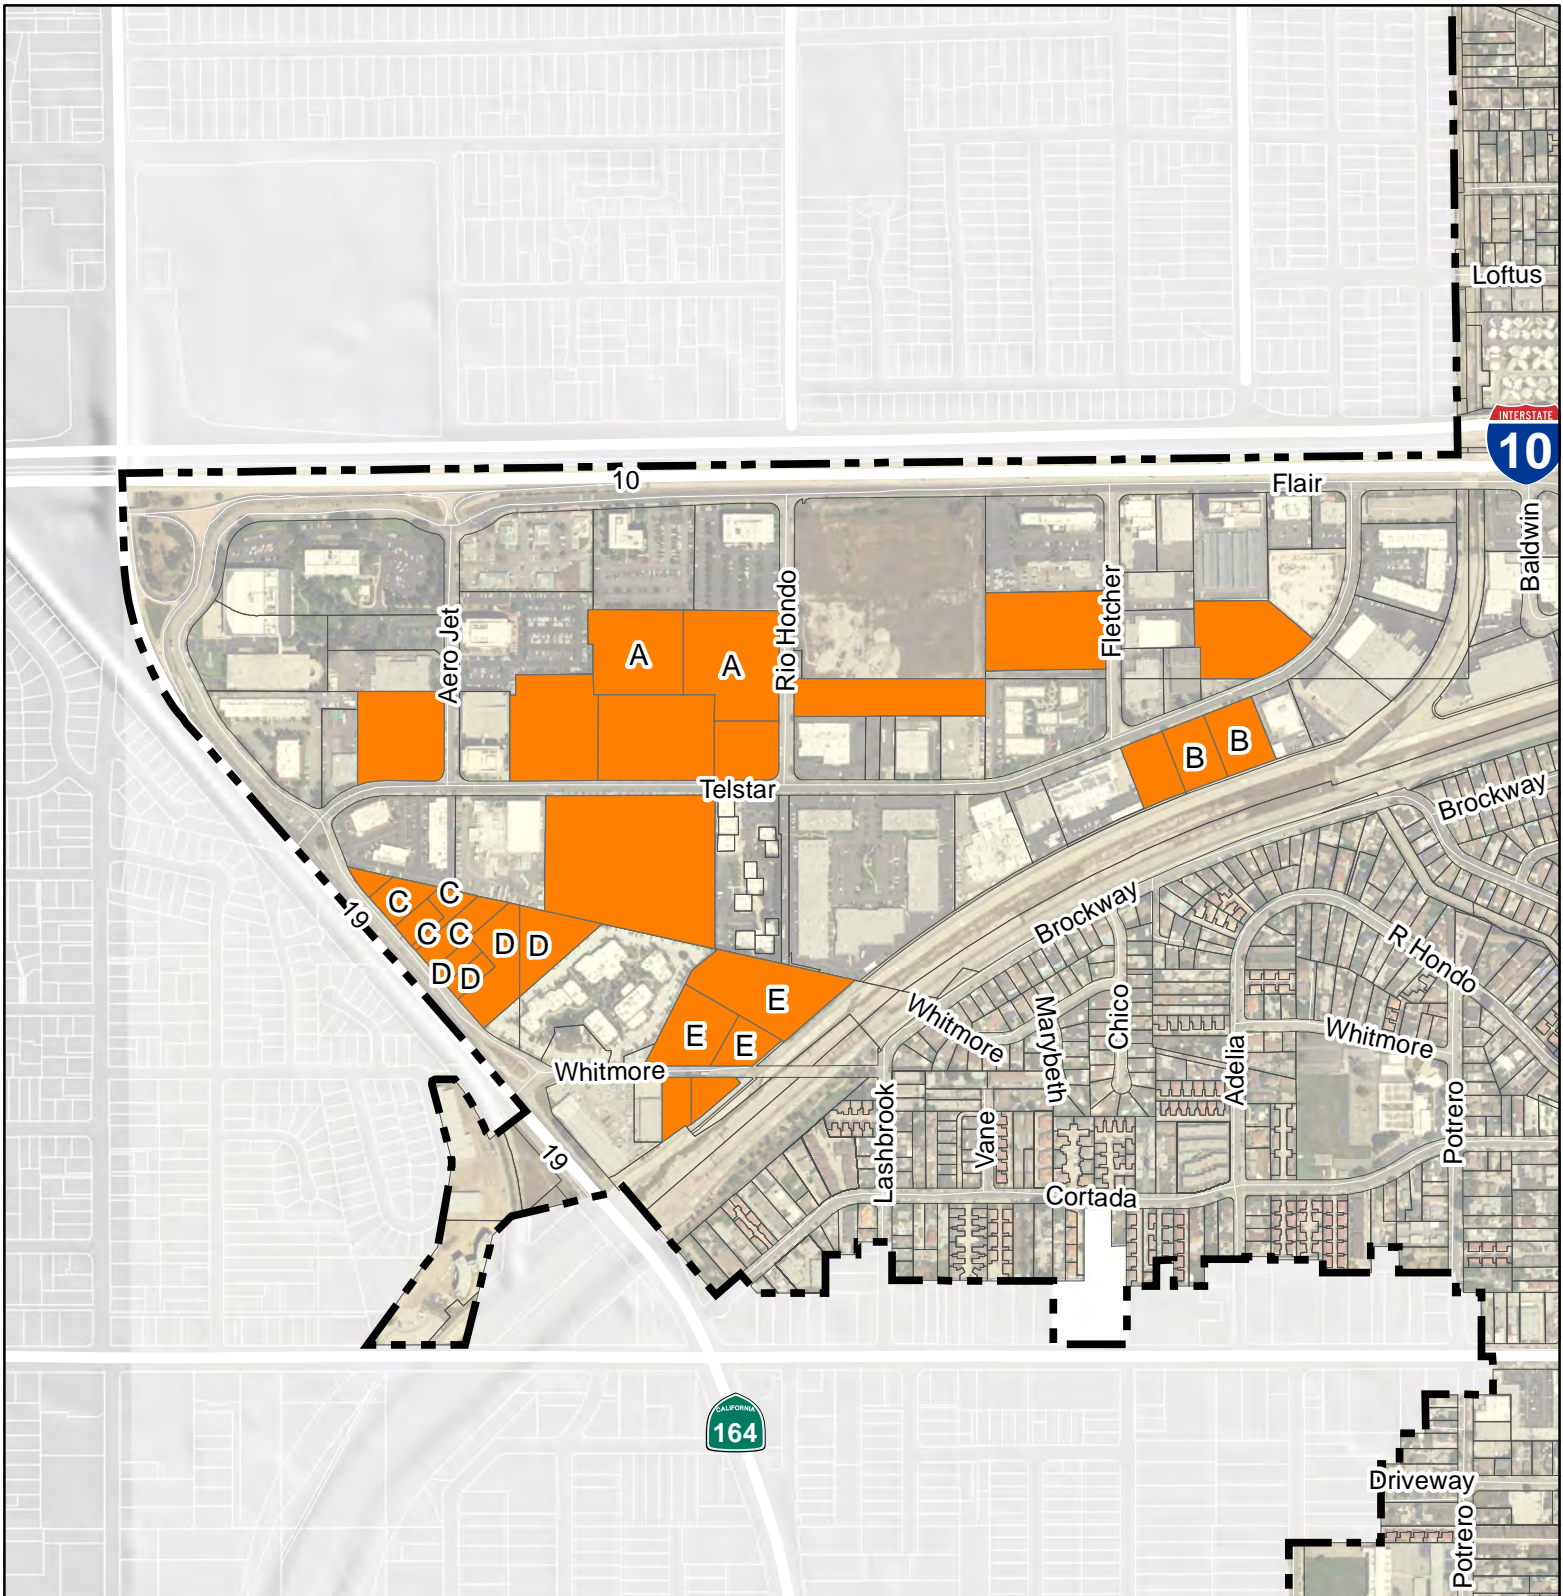 Loftus
INTERSTATE
10
10
Flair
Baldwin
Fletcher
Rio Hondo
Aero Jet
A
A
B
B
Telstar
Brockway
Brockway
C
C
C
C
D
D
D
D
19
R Hondo
E
E
E
Whitmore
Whitmore
Whitmore
Marybeth
Chico
Adelia
Potrero
Lashbrook
Vane
19
Cortada
CALIFORNIA
164
Driveway
Potrero